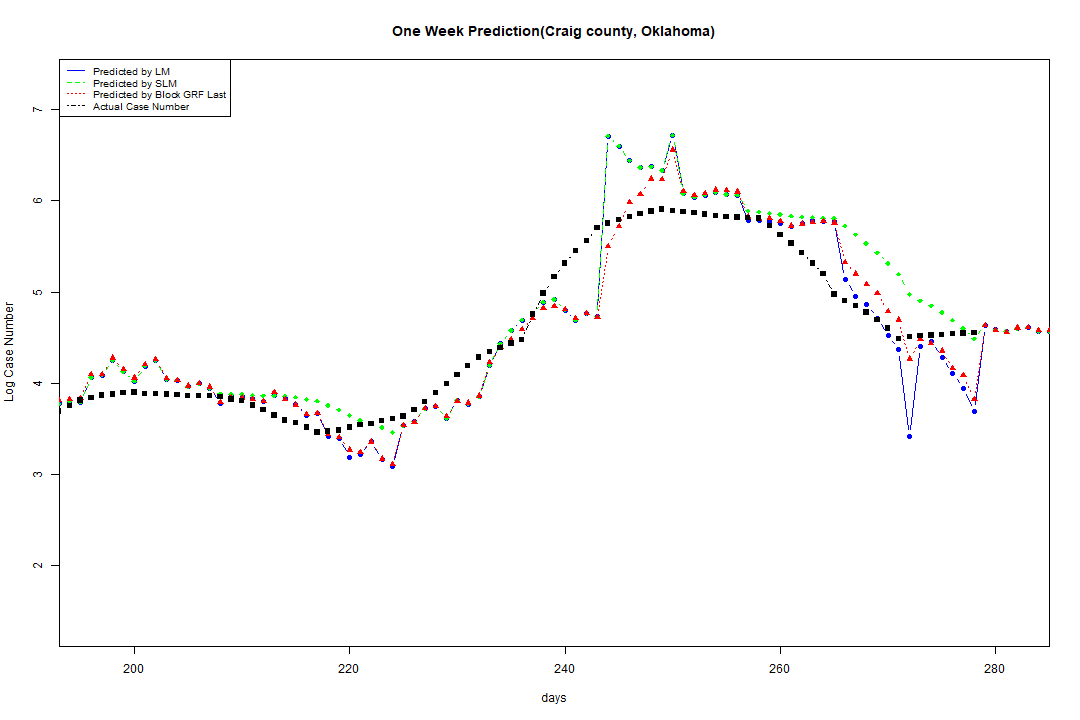 One Week Prediction(Craig county, Oklahoma)
Predicted by LM
Predicted by SLM
Predicted by Block GRF Last
Actual Case Number
7
6
5
4
3
2
Log Case Number
200 220 240 260 280
days